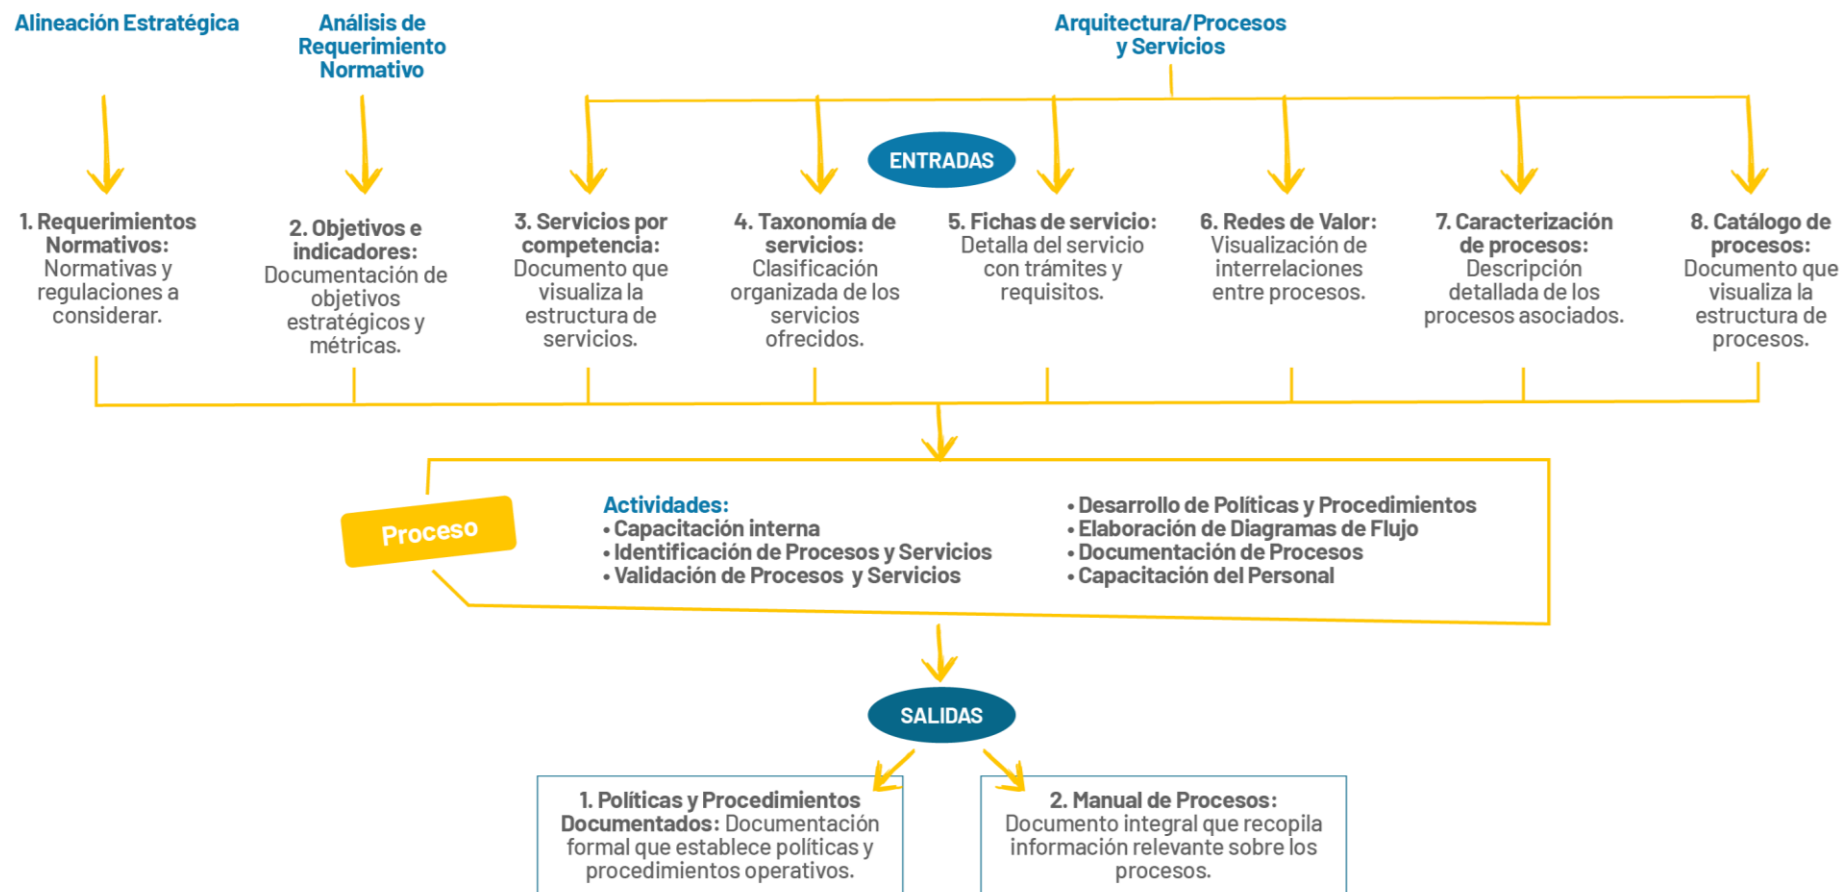 Alineación Estratégica
Análisis de
Requerimiento
Normativo
Arquitectura/Procesos
y Servicios
ENTRADAS
1. Requerimientos
Normativos:
Normativas y
regulaciones a
considerar.
2. Objetivos e
indicadores:
Documentación de
objetivos
estratégicos y
métricas.
3. Servicios por
competencia:
Documento que
visualiza la
estructura de
servicios.
4. Taxonomía de
servicios:
Clasificación
organizada de los
servicios
ofrecidos.
5. Fichas de servicio:
Detalla del servicio
con trámites y
requisitos.
6. Redes de Valor:
Visualización de
interrelaciones
entre procesos.
7. Caracterización
de procesos:
Descripción
detallada de los
procesos asociados.
8. Catálogo de
procesos:
Documento que
visualiza la
estructura de
procesos.
Proceso
Actividades:
• Capacitación interna
• Identificación de Procesos y Servicios
• Validación de Procesos y Servicios
• Desarrollo de Políticas y Procedimientos
• Elaboración de Diagramas de Flujo
• Documentación de Procesos
• Capacitación del Personal
SALIDAS
1. Políticas y Procedimientos
Documentados: Documentación
formal que establece políticas y
procedimientos operativos.
2. Manual de Procesos:
Documento integral que recopila
información relevante sobre los
procesos.